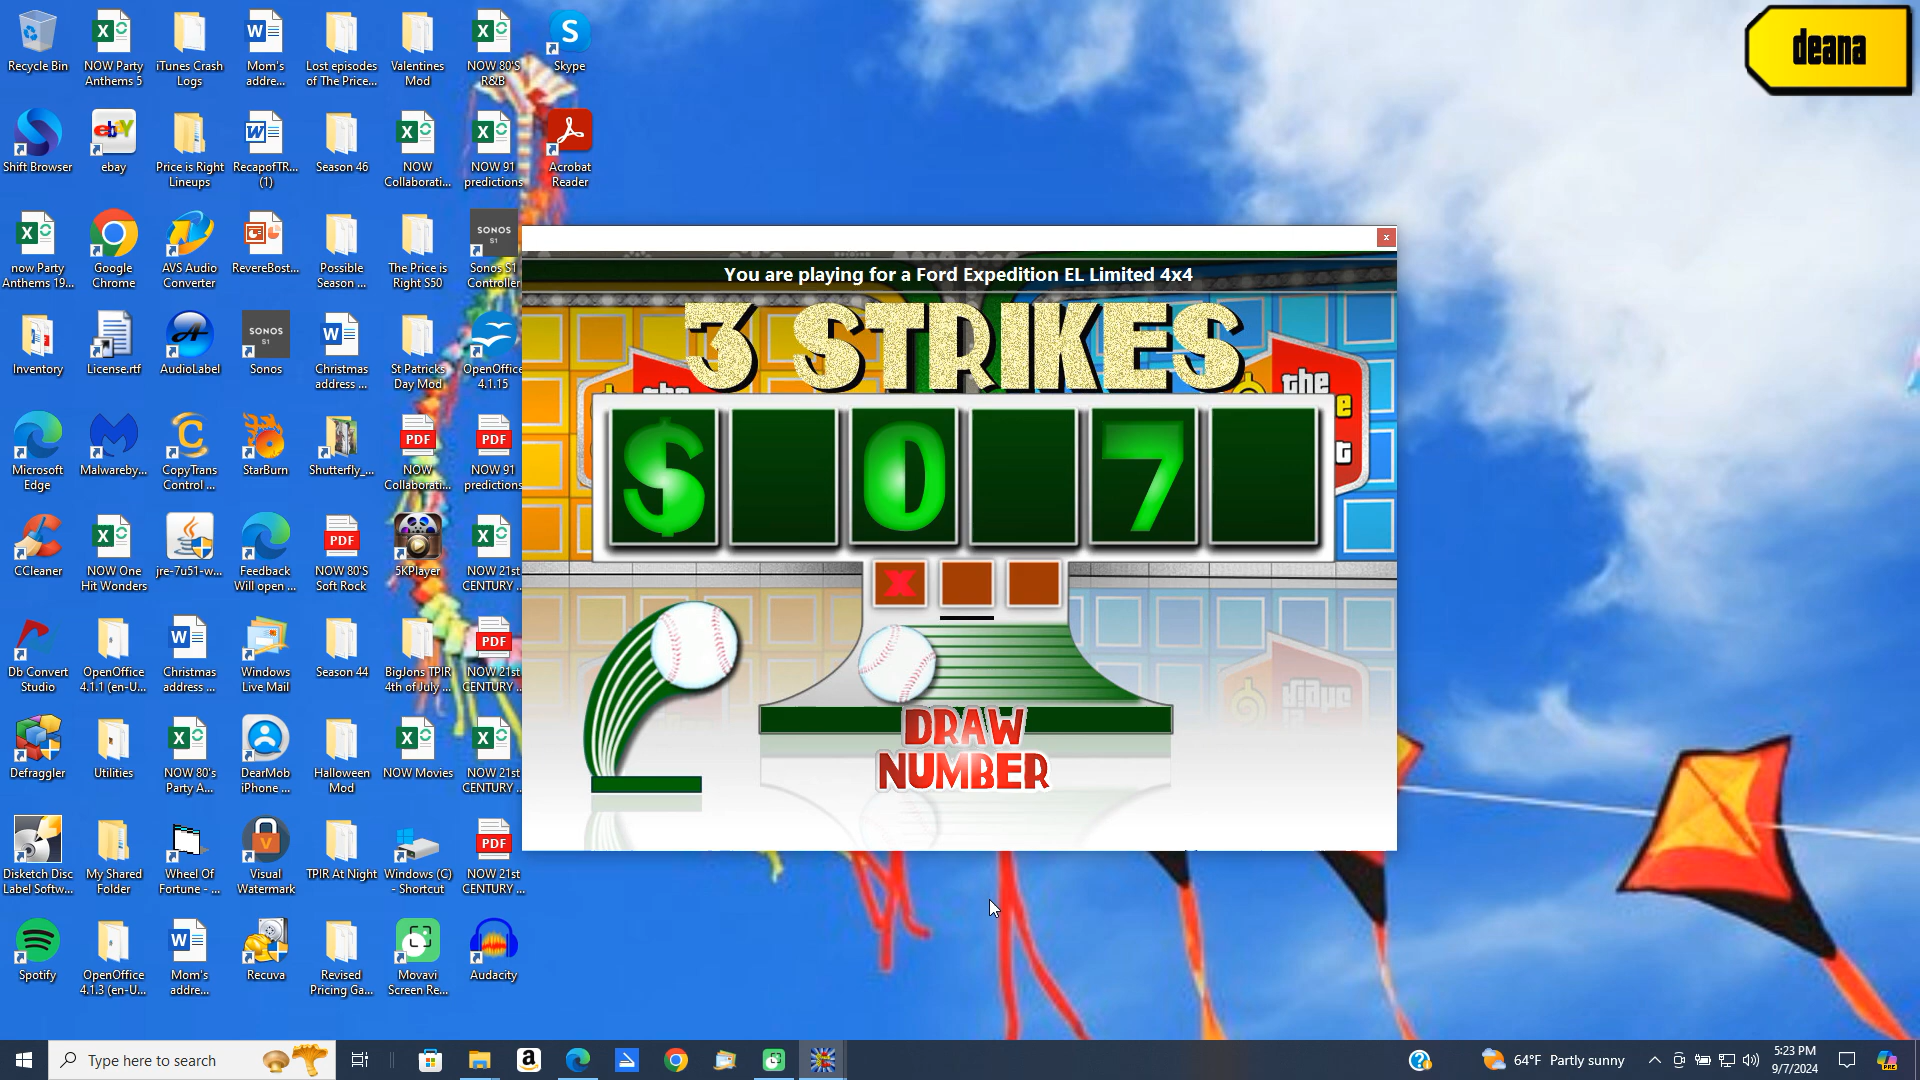 Recycle Bin
NOW Party
Anthems 5
iTunes Crash
Logs
Mom's
addre...
Lost episodes
of The Price...
Valentines
Mod
NOW 80'S
R&B
Skype
deana
Shift Browser
ebay
Price is Right
Lineups
RecapofTR...
(1)
Season 46
NOW
Collaborati...
NOW 91
predictions
Acrobat
Reader
now Party
Anthems 19...
Google
Chrome
AVS Audio
Converter
RevereBost...
Possible
Season ...
The Price is
Right S50
SONOS
S1
Sonos S1
Controller
Inventory
License.rtf
AudioLabel
SONOS
S1
Sonos
Christmas
address ...
St Patricks
Day Mod
OpenOffice
4.1.15
Microsoft
Edge
Malwareby...
CopyTrans
Control ...
StarBurn
Shutterfly_...
PDF
NOW
Collaborati...
PDF
NOW 91
predictions
CCleaner
NOW One
Hit Wonders
jre-7u51-w...
Feedback
Will open ...
PDF
NOW 80'S
Soft Rock
5KPlayer
NOW 21st
CENTURY ...
Db Convert
Studio
OpenOffice
4.1.1 (en-U...
Christmas
address ...
Windows
Live Mail
Season 44
BigJons TPIR
4th of July ...
PDF
NOW 21st
CENTURY ...
Defraggler
Utilities
NOW 80's
Party A...
DearMob
iPhone ...
Halloween
Mod
NOW Movies
NOW 21st
CENTURY ...
Disketch Disc
Label Softw...
My Shared
Folder
Wheel Of
Fortune - ...
Visual
Watermark
TPIR At Night
Windows (C)
- Shortcut
PDF
NOW 21st
CENTURY ...
Spotify
OpenOffice
4.1.3 (en-U...
Mom's
addre...
Recuva
Revised
Pricing Ga...
Movavi
Screen Re...
Audacity
You are playing for a Ford Expedition EL Limited 4x4
3 STRIKES
the
$ 0 7
X
DRAW
NUMBER
Type here to search
64°F Partly sunny
5:23 PM
9/7/2024